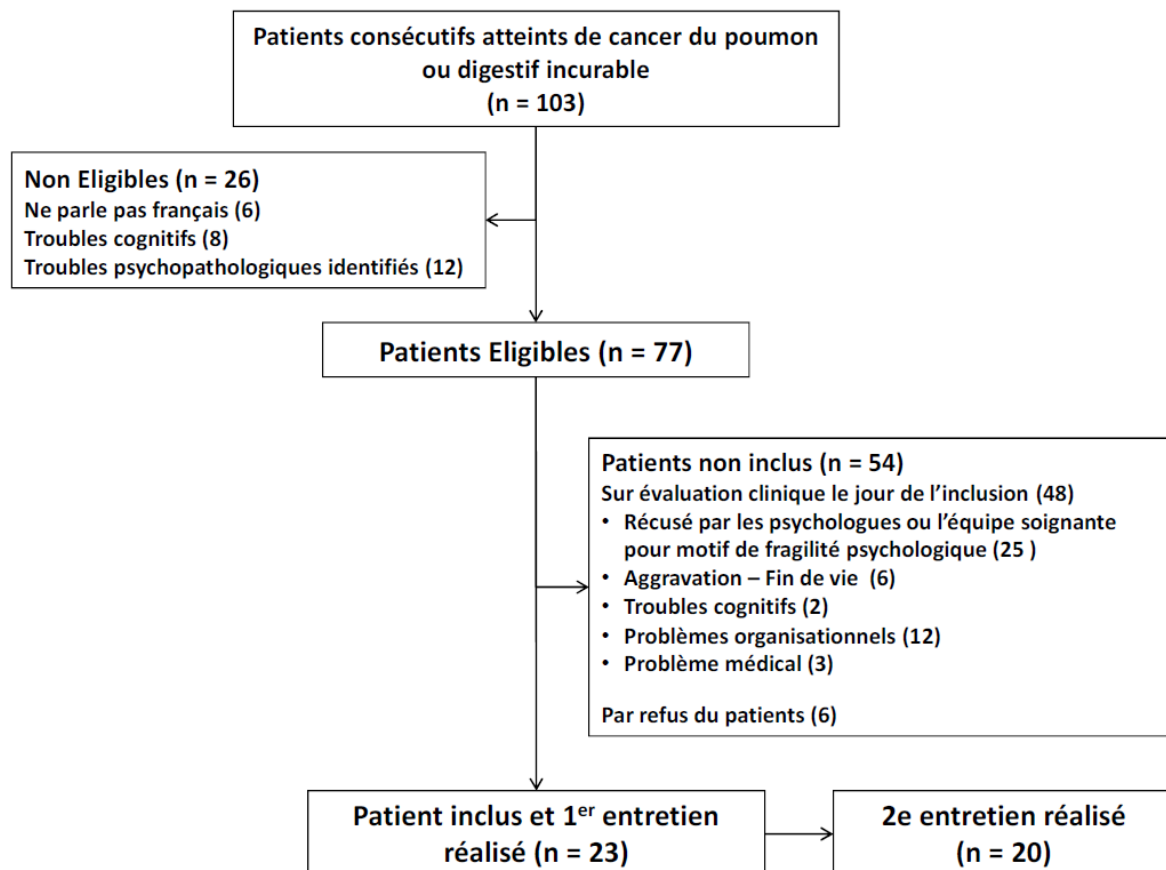 Patients consécutifs atteints de cancer du poumon
ou digestif incurable
(n = 103)
Non Eligibles (n = 26)
Ne parle pas français (6)
Troubles cognitifs (8)
Troubles psychopathologiques identifiés (12)
Patients Eligibles (n = 77)
Patients non inclus (n = 54)
Sur évaluation clinique le jour de l’inclusion (48)
• Récusé par les psychologues ou l’équipe soignante
pour motif de fragilité psychologique (25 )
• Aggravation – Fin de vie (6)
• Troubles cognitifs (2)
• Problèmes organisationnels (12)
• Problème médical (3)
Par refus du patients (6)
Patient inclus et 1er entretien
réalisé (n = 23)
2e entretien réalisé
(n = 20)